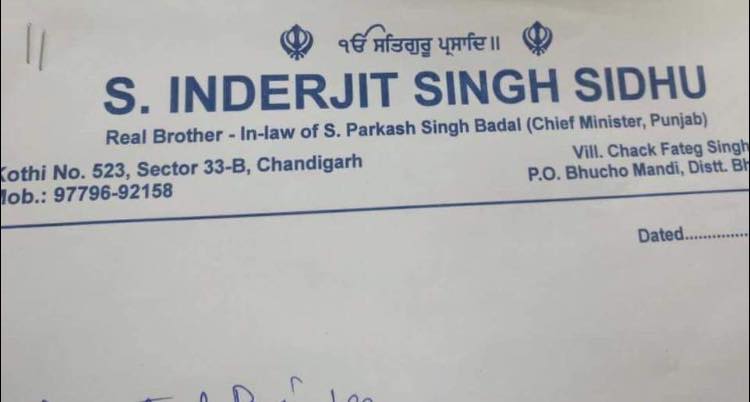 ੴ ਸਤਿਗੁਰੂ ਪ੍ਰਸਾਦਿ॥
S. INDERJIT SINGH SIDHU
Real Brother - In-law of S. Parkash Singh Badal (Chief Minister, Punjab)
Kothi No. 523, Sector 33-B, Chandigarh
Mob.: 97796-92158
Vill. Chack Fateg Singh
P.O. Bhucho Mandi, Distt. Bh
Dated..............